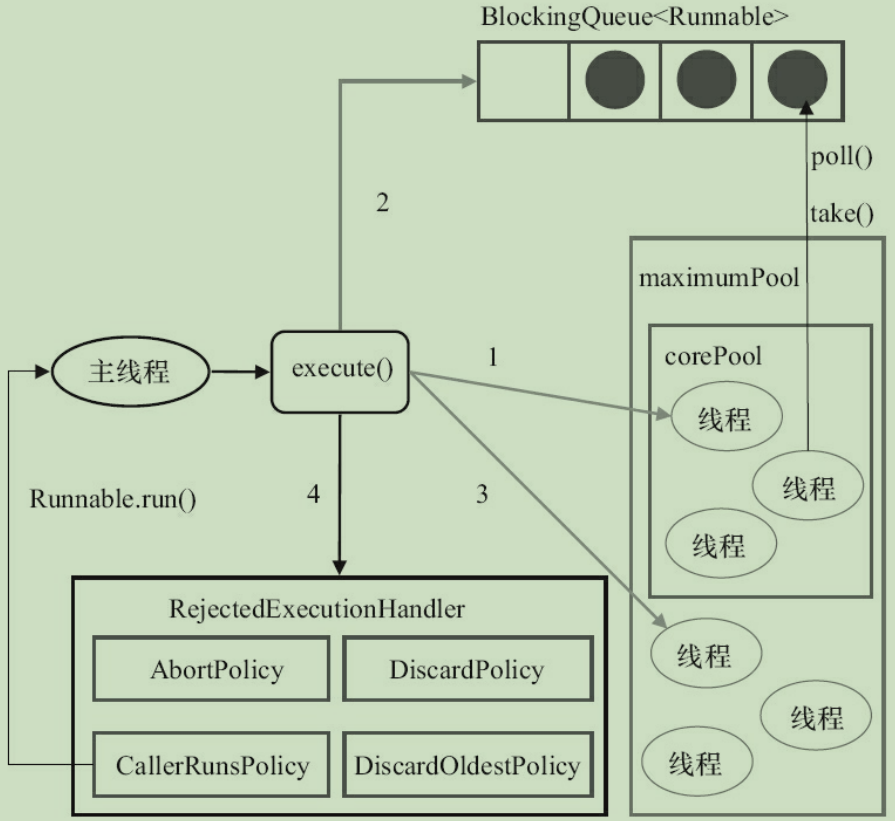 BlockingQueue<Runnable>
poll()
2
take()
maximumPool
主线程
execute()
1
corePool
线程
Runnable.run()
4
3
线程
线程
RejectedExecutionHandler
AbortPolicy
DiscardPolicy
线程
线程
CallerRunsPolicy
DiscardOldestPolicy
线程